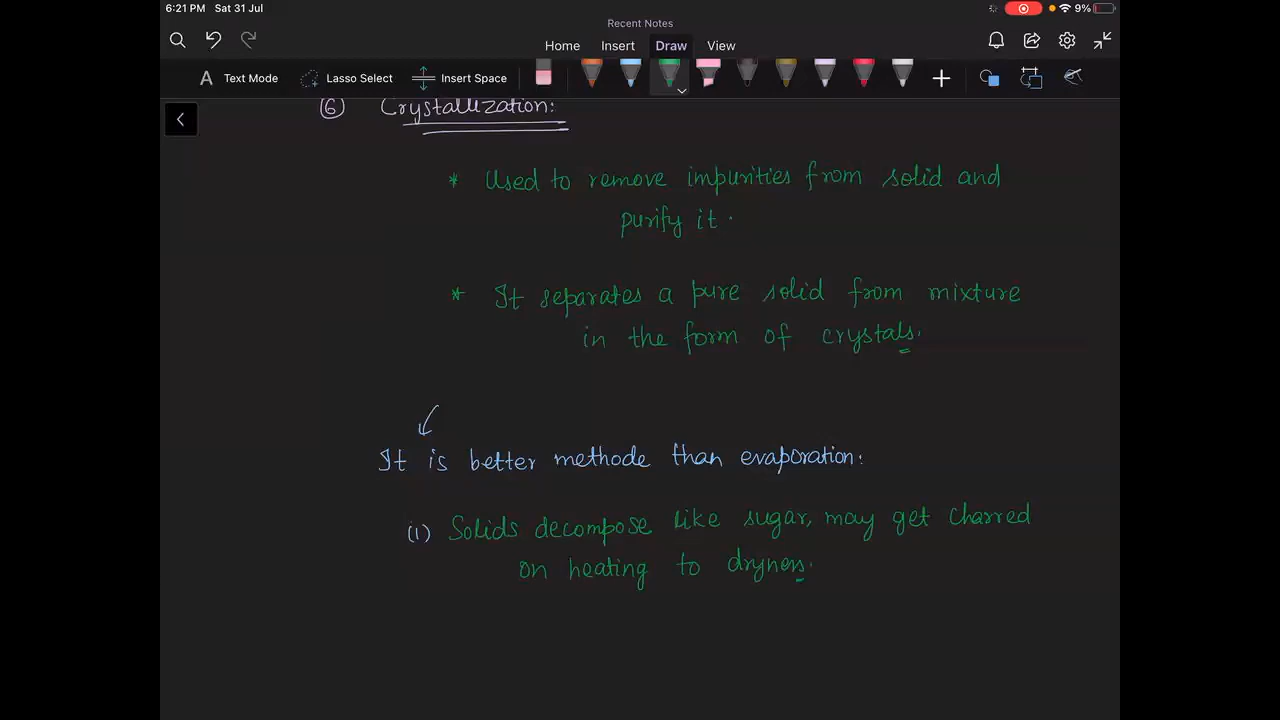 6:21 PM Sat 31 Jul
9%
Recent Notes
Home Insert Draw View
Text Mode Lasso Select Insert Space
6 Crystallization:
* Used to remove impurities from solid and
purify it.
* It separates a pure solid from mixture
in the form of crystals.
It is better methode than evaporation:
(1) Solids decompose like sugar, may get charred
on heating to dryness.